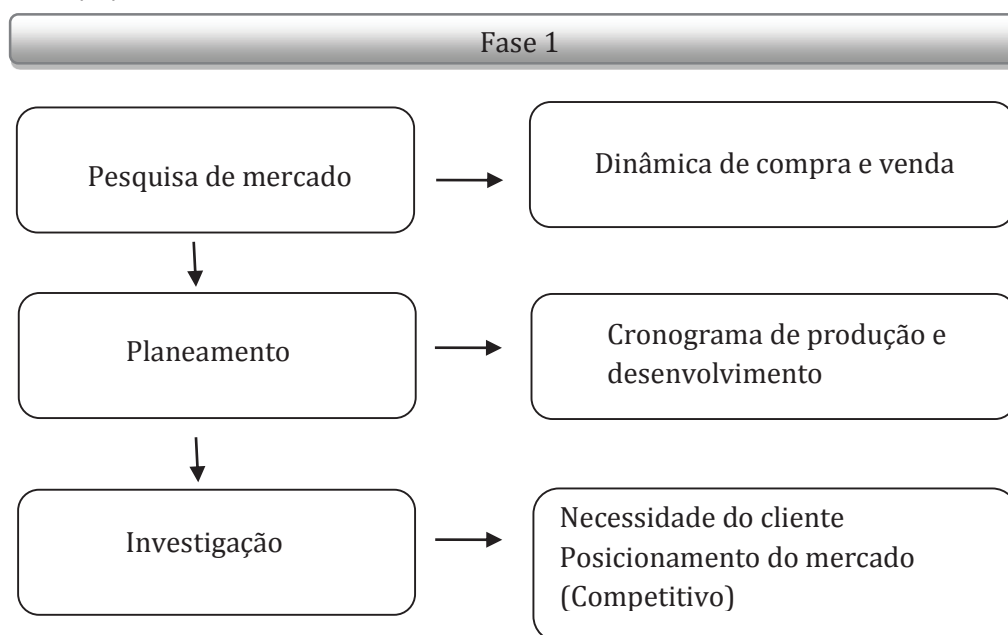 Fase 1
Pesquisa de mercado
Dinâmica de compra e venda
Planeamento
Cronograma de produção e
desenvolvimento
Investigação
Necessidade do cliente
Posicionamento do mercado
(Competitivo)